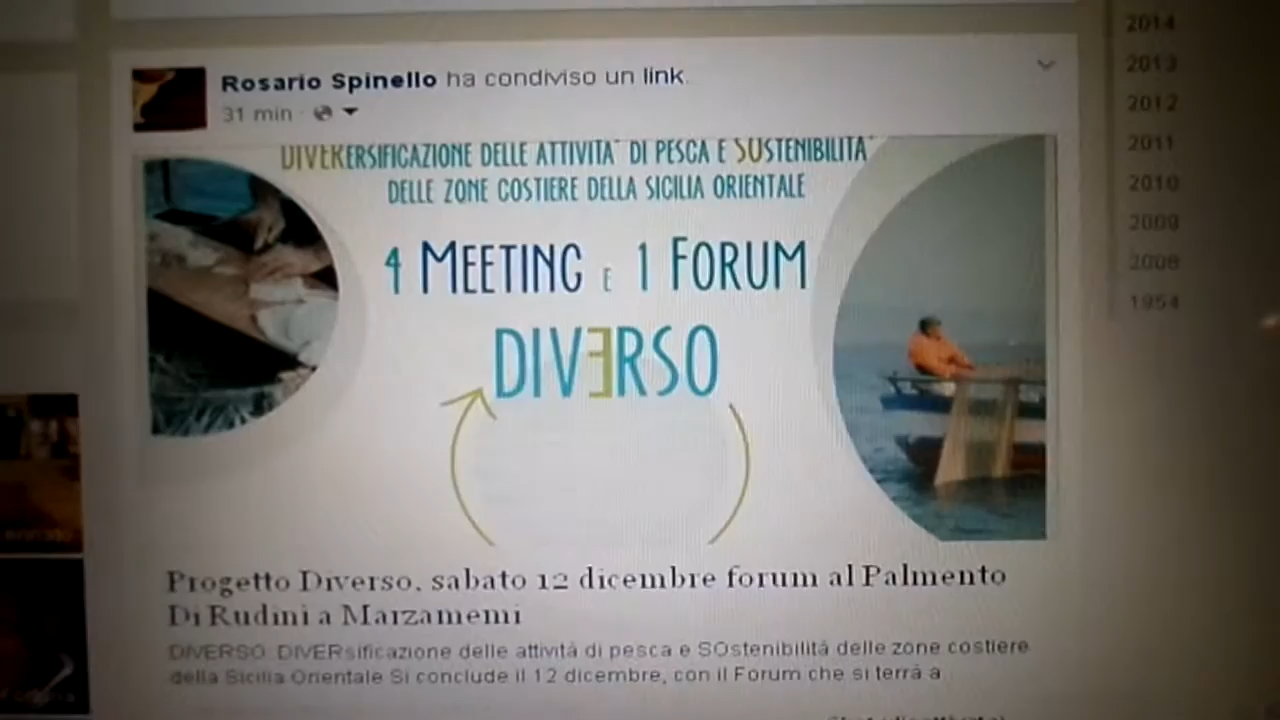 Rosario Spinello ha condiviso un link.
31 min
DIVERERSIFICAZIONE DELLE ATTIVITA' DI PESCA E SOSTENIBILITA'
DELLE ZONE COSTIERE DELLA SICILIA ORIENTALE
4 MEETING E 1 FORUM
DIVERSO
Progetto Diverso, sabato 12 dicembre forum al Palmento
Di Rudinì a Marzamemi
DIVERSO DIVERsificazione delle attività di pesca e SOstenibilità delle zone costiere
della Sicilia Orientale Si conclude il 12 dicembre, con il Forum che si terrà a
2014
2013
2012
2011
2010
2009
2008
1954